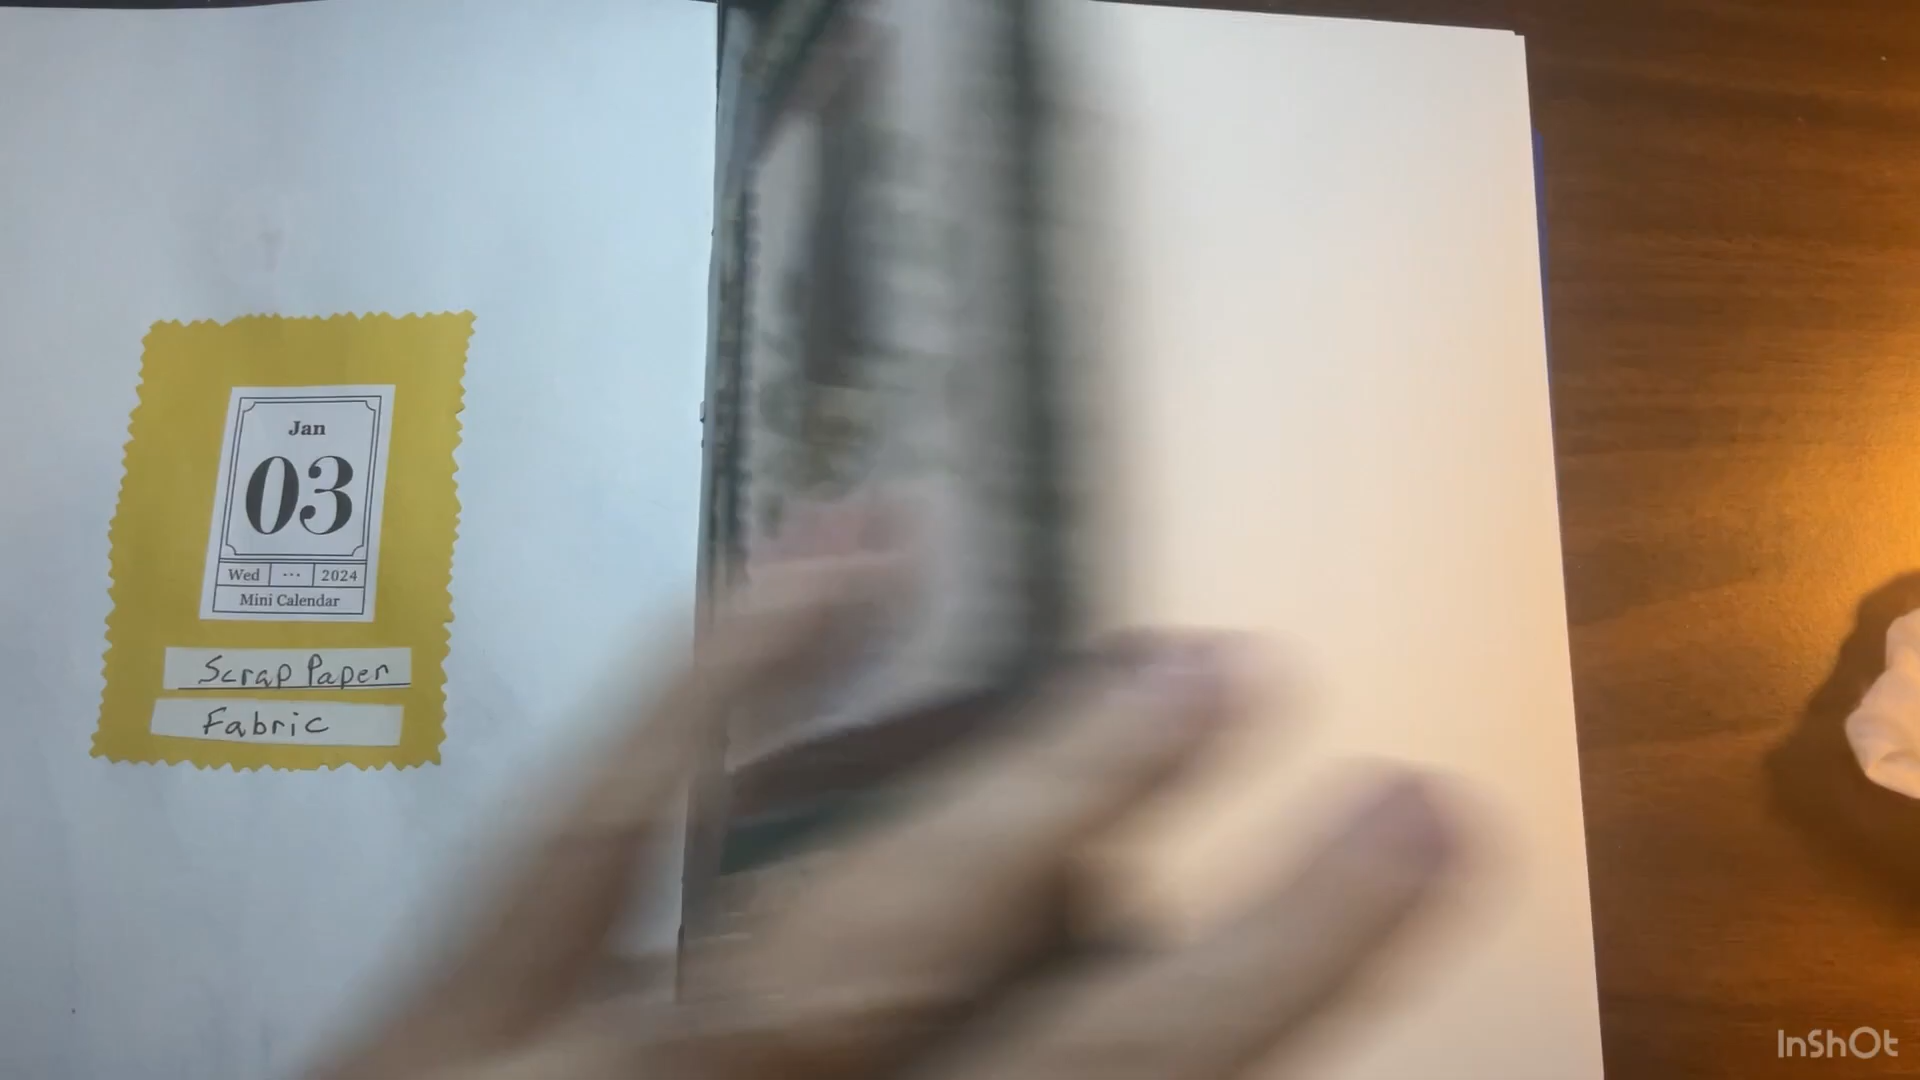 Jan
03
Wed ... 2024
Mini Calendar
Scrap Paper
Fabric
InShOt